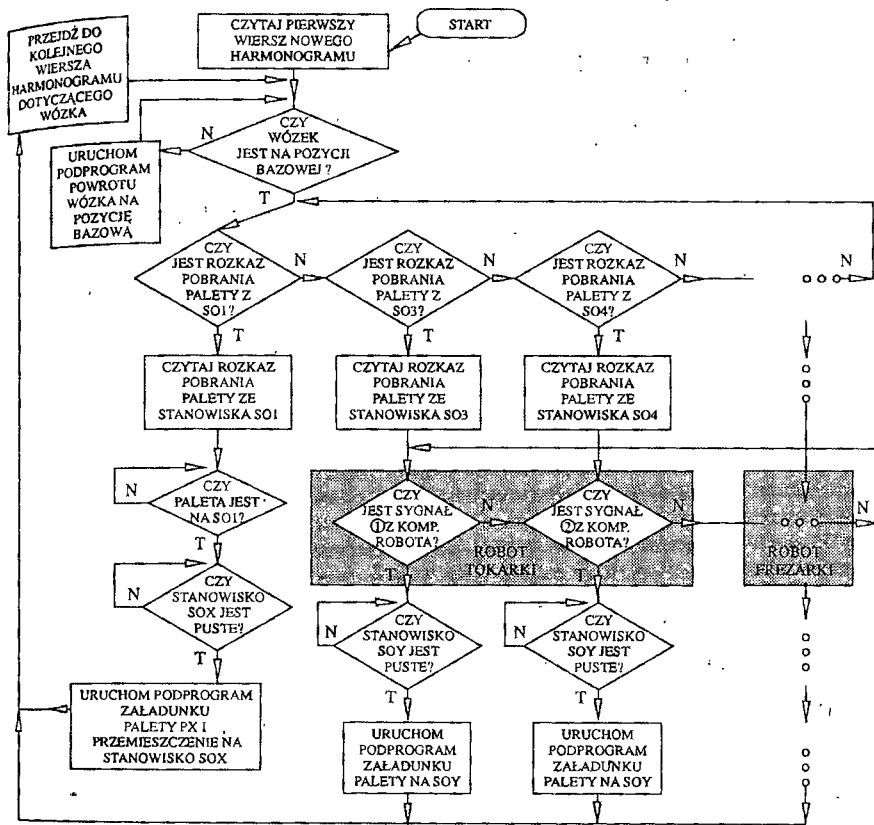 START
CZYTAJ PIERWSZY
WIERSZ NOWEGO
HARMONOGRAMU
PRZEJDŹ DO
KOLEJNEGO
WIERSZA
HARMONOGRAMU
DOTYCZĄCEGO
WÓZKA
CZY
WÓZEK
JEST NA POZYCJI
BAZOWEJ ?
N
T
URUCHOM
PODPROGRAM
POWROTU
WÓZKA NA
POZYCJĘ
BAZOWĄ
CZY
JEST ROZKAZ
POBRANIA
PALETY Z
SO1?
N
T
CZY
JEST ROZKAZ
POBRANIA
PALETY Z
SO3?
N
T
CZY
JEST ROZKAZ
POBRANIA
PALETY Z
SO4?
N
T
N
CZYTAJ ROZKAZ
POBRANIA
PALETY ZE
STANOWISKA SO1
CZYTAJ ROZKAZ
POBRANIA
PALETY ZE
STANOWISKA SO3
CZYTAJ ROZKAZ
POBRANIA
PALETY ZE
STANOWISKA SO4
CZY
PALETA JEST
NA SO1?
N
T
CZY
JEST SYGNAŁ
①Z KOMP.
ROBOTA?
N
T
CZY
JEST SYGNAŁ
②Z KOMP.
ROBOTA?
N
T
ROBOT
TOKARKI
N
ROBOT
FREZARKI
CZY
STANOWISKO
SOX JEST
PUSTE?
N
T
CZY
STANOWISKO
SOY JEST
PUSTE?
N
T
CZY
STANOWISKO
SOY JEST
PUSTE?
N
T
URUCHOM PODPROGRAM
ZAŁADUNKU
PALETY PX I
PRZEMIESZCZENIE NA
STANOWISKO SOX
URUCHOM
PODPROGRAM
ZAŁADUNKU
PALETY NA SOY
URUCHOM
PODPROGRAM
ZAŁADUNKU
PALETY NA SOY